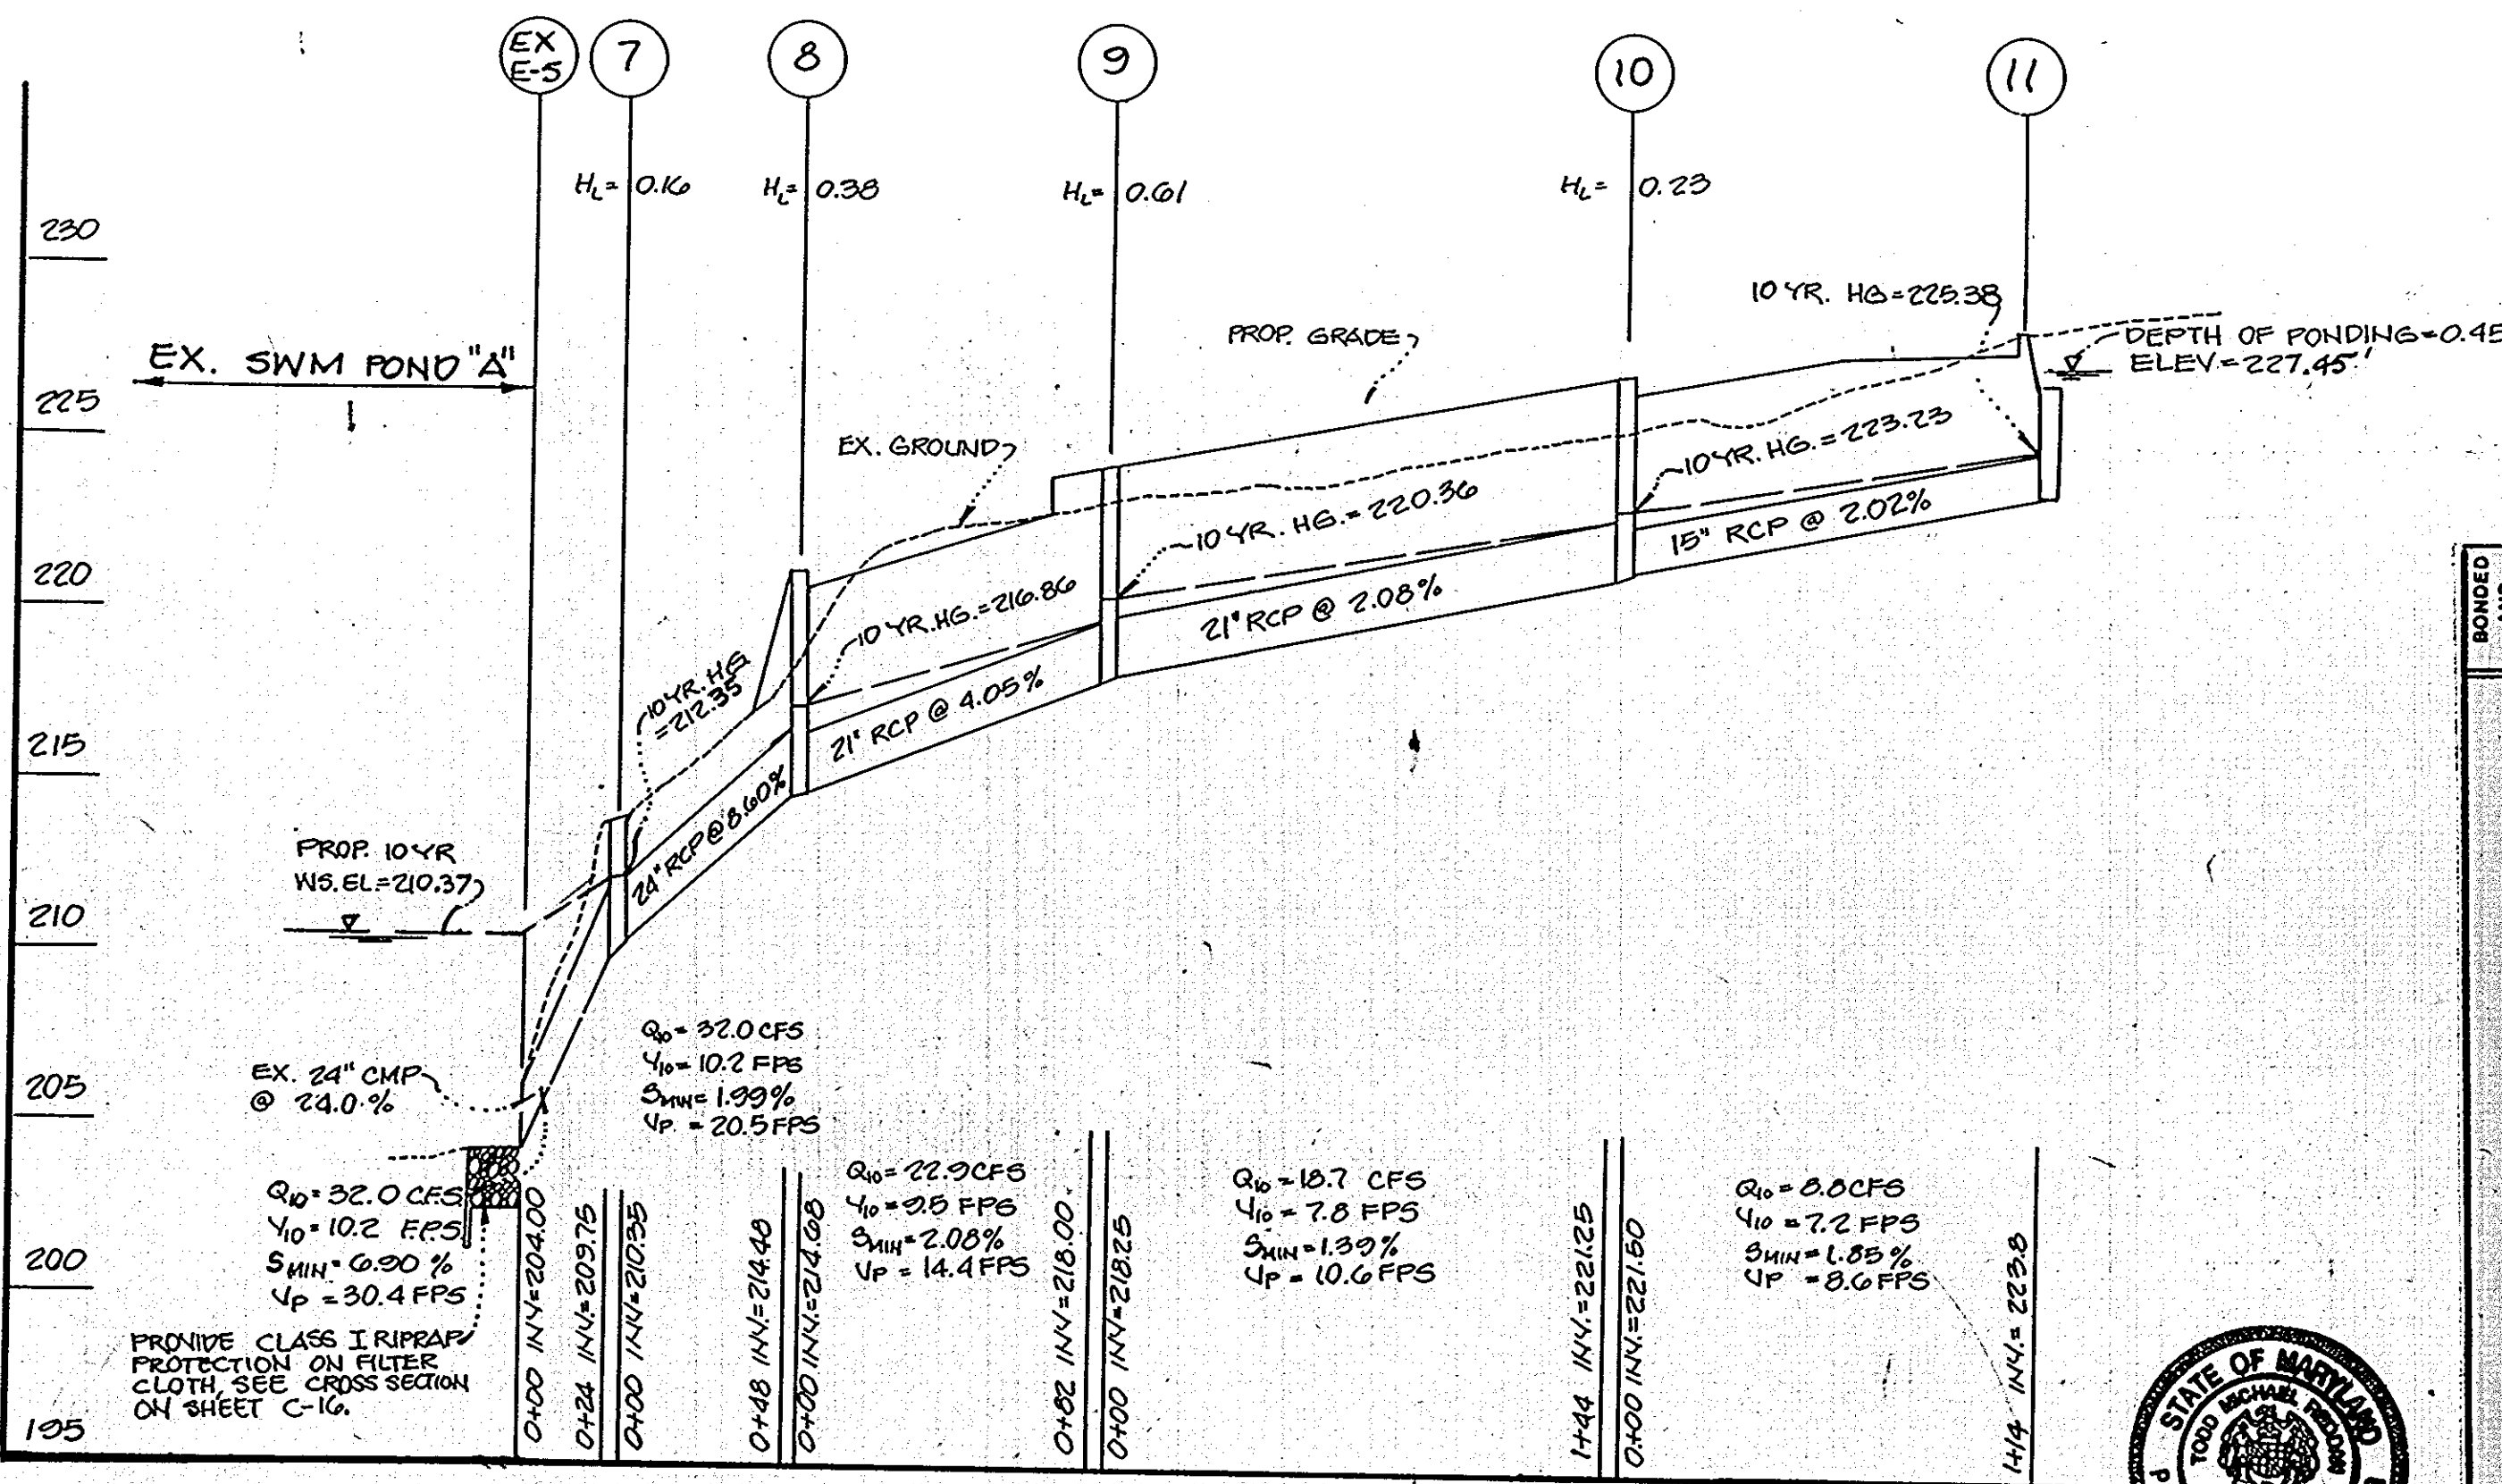 EX E-5
7
8
9
10
11
H_L = 0.16
H_L = 0.38
H_L = 0.61
H_L = 0.23
230
225
220
215
210
205
200
195
EX. SWM POND "A"
PROP. GRADE
10 YR. HG = 225.38
DEPTH OF PONDING = 0.45
ELEV = 227.45'
EX. GROUND
10 YR. HG. = 223.23
10 YR. HG. = 220.36
10 YR. HG. = 216.86
10 YR. HG
= 212.35
15" RCP @ 2.02%
21" RCP @ 2.08%
21" RCP @ 4.05%
24" RCP @ 8.60%
PROP. 10 YR
WS. EL. = 210.37
EX. 24" CMP
@ 24.0 %
Q10 = 32.0 CFS
V10 = 10.2 FPS
SMIN = 1.99%
VP. = 20.5 FPS
Q10 = 32.0 CFS
V10 = 10.2 F.P.S
SMIN = 6.90 %
VP = 30.4 FPS
Q10 = 22.9 CFS
V10 = 9.5 FPS
SMIN = 2.08%
VP = 14.4 FPS
Q10 = 18.7 CFS
V10 = 7.8 FPS
SMIN = 1.39%
VP = 10.6 FPS
Q10 = 8.8 CFS
V10 = 7.2 FPS
SMIN = 1.85 %
VP = 8.6 FPS
PROVIDE CLASS I RIPRAP
PROTECTION ON FILTER
CLOTH, SEE CROSS SECTION
ON SHEET C-16.
0+00 INV = 204.00
0+24 INV. = 209.75
0+00 INV = 210.35
0+48 INV. = 214.48
0+00 INV. = 214.68
0+82 INV = 218.00
0+00 INV = 218.25
1+44 INV. = 221.25
0+00 INV. = 221.50
1+14 INV. = 223.8
BONDED
STATE OF MARYLAND
TODD MICHAEL